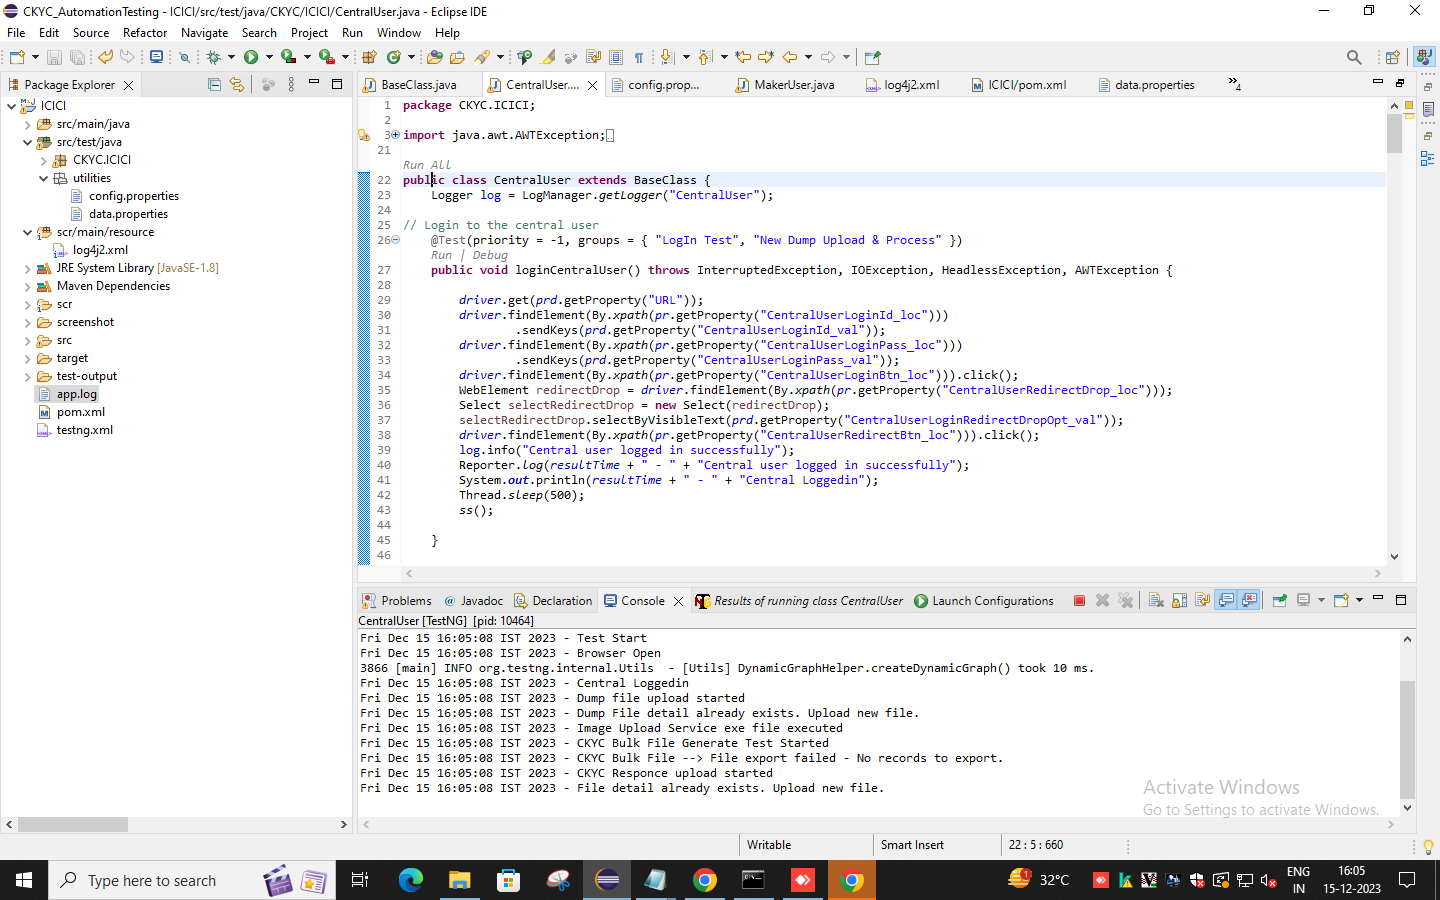 CKYC_AutomationTesting - ICICI/src/test/java/CKYC/ICICI/CentralUser.java - Eclipse IDE
File Edit Source Refactor Navigate Search Project Run Window Help
Package Explorer
ICICI
src/main/java
src/test/java
CKYC.ICICI
utilities
config.properties
data.properties
scr/main/resource
log4j2.xml
JRE System Library [JavaSE-1.8]
Maven Dependencies
scr
screenshot
src
target
test-output
app.log
pom.xml
testng.xml
BaseClass.java CentralUser.... config.prop... MakerUser.java log4j2.xml ICICI/pom.xml data.properties »4
1 package CKYC.ICICI;
2
3 import java.awt.AWTException;
21
Run All
22 public class CentralUser extends BaseClass {
23 Logger log = LogManager.getLogger("CentralUser");
24
25 // Login to the central user
26 @Test(priority = -1, groups = { "LogIn Test", "New Dump Upload & Process" })
Run | Debug
27 public void loginCentralUser() throws InterruptedException, IOException, HeadlessException, AWTException {
28
29 driver.get(prd.getProperty("URL"));
30 driver.findElement(By.xpath(pr.getProperty("CentralUserLoginId_loc")))
31 .sendKeys(prd.getProperty("CentralUserLoginId_val"));
32 driver.findElement(By.xpath(pr.getProperty("CentralUserLoginPass_loc")))
33 .sendKeys(prd.getProperty("CentralUserLoginPass_val"));
34 driver.findElement(By.xpath(pr.getProperty("CentralUserLoginBtn_loc"))).click();
35 WebElement redirectDrop = driver.findElement(By.xpath(pr.getProperty("CentralUserRedirectDrop_loc")));
36 Select selectRedirectDrop = new Select(redirectDrop);
37 selectRedirectDrop.selectByVisibleText(prd.getProperty("CentralUserLoginRedirectDropOpt_val"));
38 driver.findElement(By.xpath(pr.getProperty("CentralUserRedirectBtn_loc"))).click();
39 log.info("Central user logged in successfully");
40 Reporter.log(resultTime + " - " + "Central user logged in successfully");
41 System.out.println(resultTime + " - " + "Central Loggedin");
42 Thread.sleep(500);
43 ss();
44
45 }
46
Problems Javadoc Declaration Console Results of running class CentralUser Launch Configurations
CentralUser [TestNG] [pid: 10464]
Fri Dec 15 16:05:08 IST 2023 - Test Start
Fri Dec 15 16:05:08 IST 2023 - Browser Open
3866 [main] INFO org.testng.internal.Utils - [Utils] DynamicGraphHelper.createDynamicGraph() took 10 ms.
Fri Dec 15 16:05:08 IST 2023 - Central Loggedin
Fri Dec 15 16:05:08 IST 2023 - Dump file upload started
Fri Dec 15 16:05:08 IST 2023 - Dump File detail already exists. Upload new file.
Fri Dec 15 16:05:08 IST 2023 - Image Upload Service exe file executed
Fri Dec 15 16:05:08 IST 2023 - CKYC Bulk File Generate Test Started
Fri Dec 15 16:05:08 IST 2023 - CKYC Bulk File --> File export failed - No records to export.
Fri Dec 15 16:05:08 IST 2023 - CKYC Responce upload started
Fri Dec 15 16:05:08 IST 2023 - File detail already exists. Upload new file.
Activate Windows
Go to Settings to activate Windows.
Writable Smart Insert 22 : 5 : 660
Type here to search
32°C
ENG
IN
16:05
15-12-2023